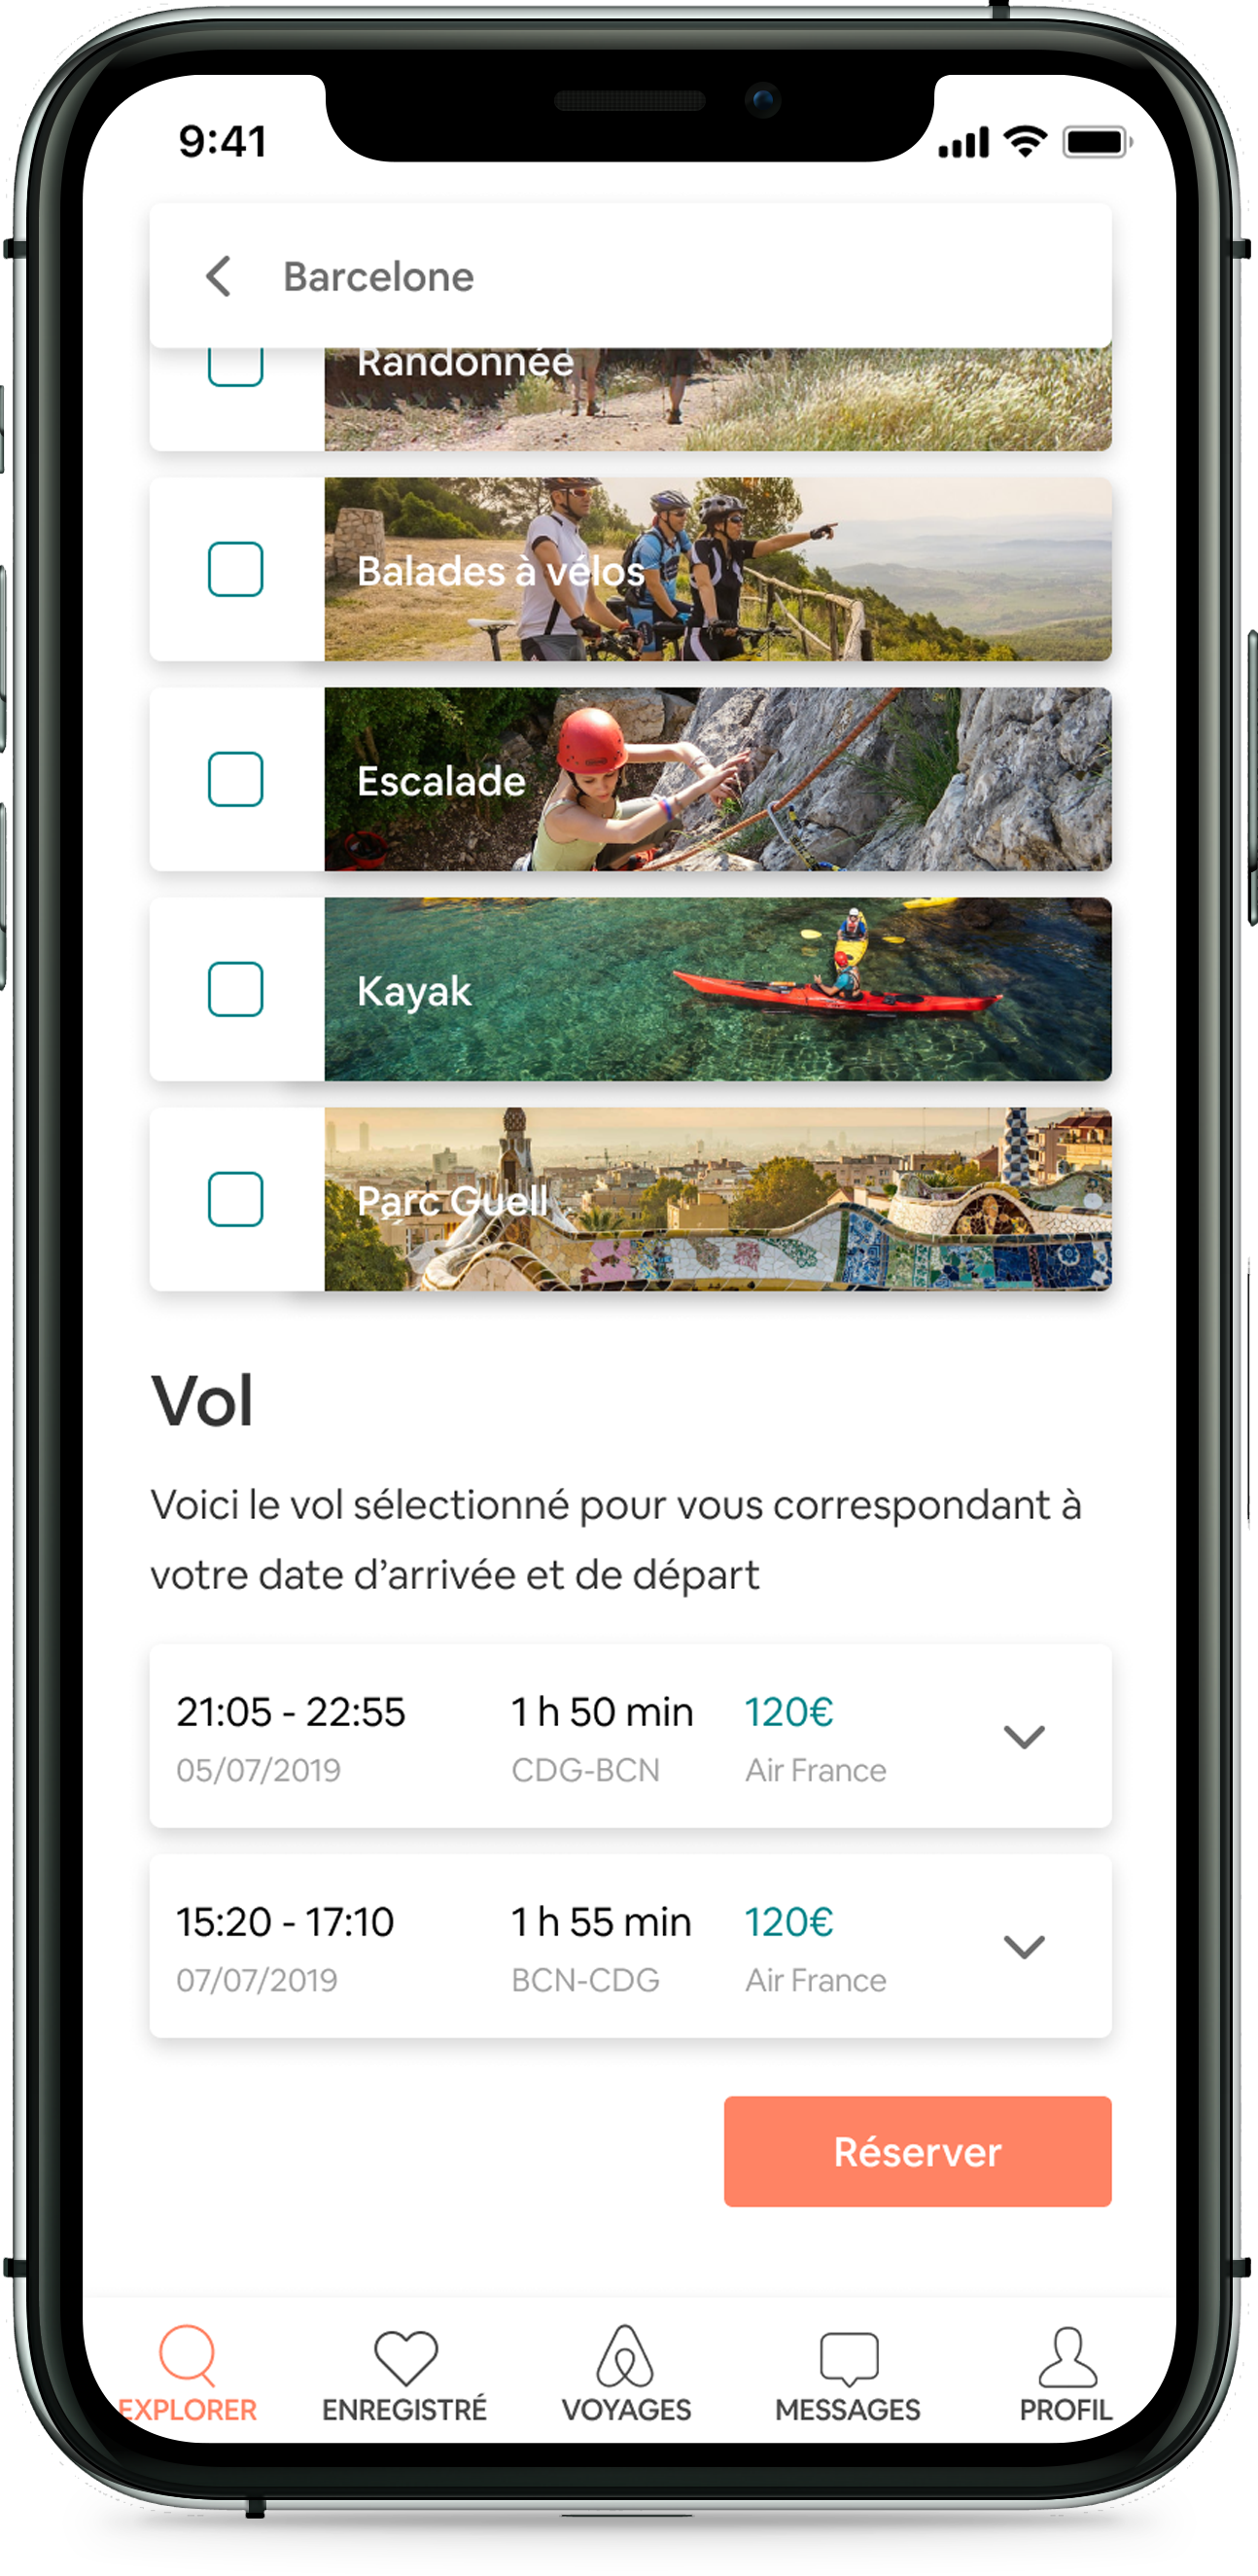 9:41
Barcelone
Randonnée
Balades à vélos
Escalade
Kayak
Parc Guell
Vol
Voici le vol sélectionné pour vous correspondant à
votre date d’arrivée et de départ
21:05 - 22:55 1 h 50 min 120€
05/07/2019 CDG-BCN Air France
15:20 - 17:10 1 h 55 min 120€
07/07/2019 BCN-CDG Air France
Réserver
EXPLORER ENREGISTRÉ VOYAGES MESSAGES PROFIL